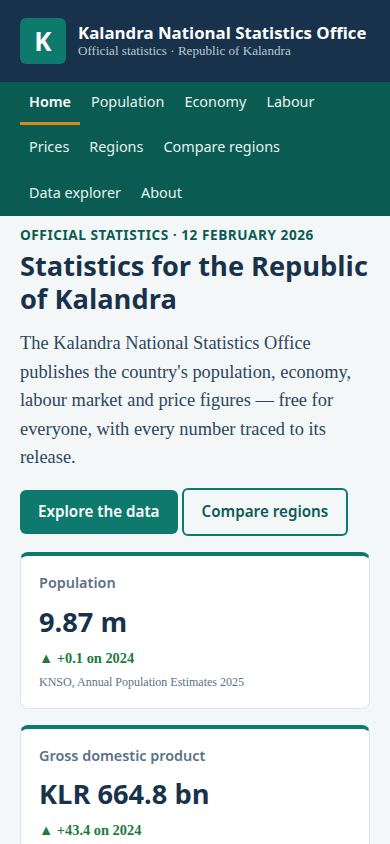 K
Kalandra National Statistics Office
Official statistics · Republic of Kalandra
Home Population Economy Labour
Prices Regions Compare regions
Data explorer About
OFFICIAL STATISTICS · 12 FEBRUARY 2026
Statistics for the Republic
of Kalandra
The Kalandra National Statistics Office
publishes the country's population, economy,
labour market and price figures — free for
everyone, with every number traced to its
release.
Explore the data Compare regions
Population
9.87 m
▲ +0.1 on 2024
KNSO, Annual Population Estimates 2025
Gross domestic product
KLR 664.8 bn
▲ +43.4 on 2024